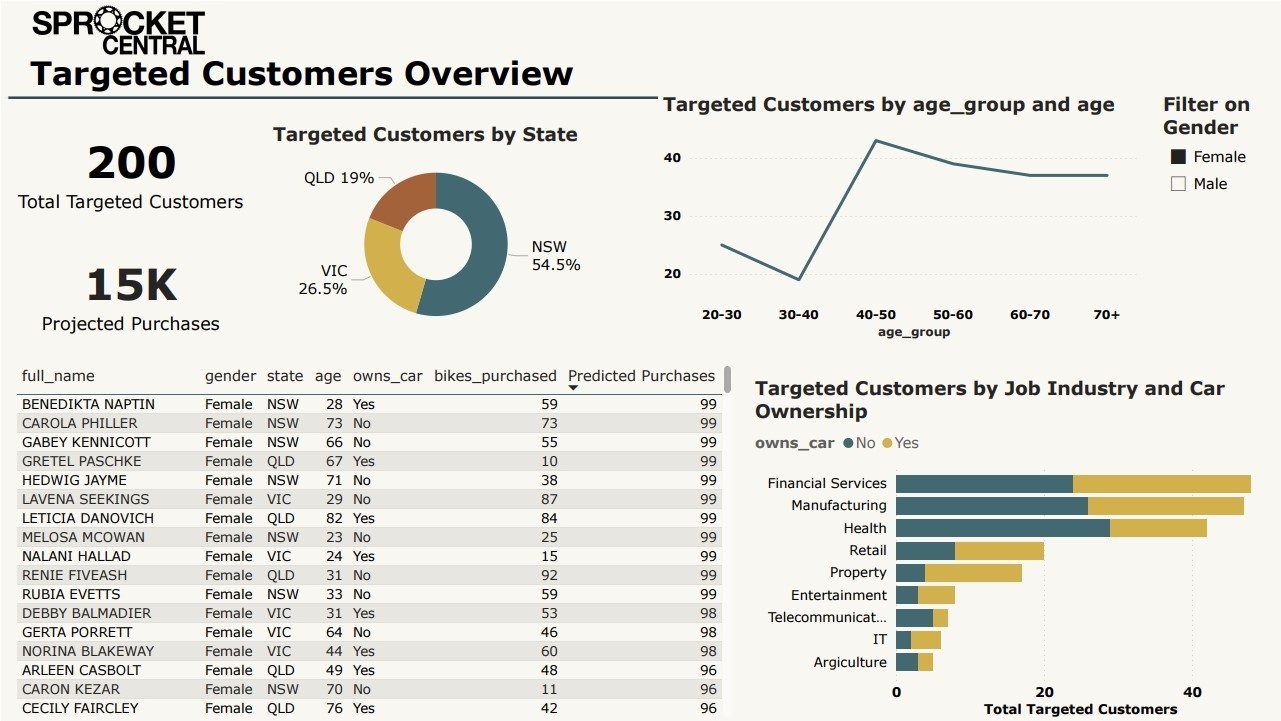 SPROCKET
CENTRAL
Targeted Customers Overview
200
Total Targeted Customers
15K
Projected Purchases
Targeted Customers by State
QLD 19%
NSW
54.5%
VIC
26.5%
Targeted Customers by age_group and age
40
30
20
20-30 30-40 40-50 50-60 60-70 70+
age_group
Filter on
Gender
Female
Male
full_name gender state age owns_car bikes_purchased Predicted Purchases
BENEDIKTA NAPTIN Female NSW 28 Yes 59 99
CAROLA PHILLER Female NSW 73 No 73 99
GABEY KENNICOTT Female NSW 66 No 55 99
GRETEL PASCHKE Female QLD 67 Yes 10 99
HEDWIG JAYME Female NSW 71 No 38 99
LAVENA SEEKINGS Female VIC 29 No 87 99
LETICIA DANOVICH Female QLD 82 Yes 84 99
MELOSA MCOWAN Female NSW 23 No 25 99
NALANI HALLAD Female VIC 24 Yes 15 99
RENIE FIVEASH Female QLD 31 No 92 99
RUBIA EVETTS Female NSW 33 No 59 99
DEBBY BALMADIER Female VIC 31 Yes 53 98
GERTA PORRETT Female VIC 64 No 46 98
NORINA BLAKEWAY Female VIC 44 Yes 60 98
ARLEEN CASBOLT Female QLD 49 Yes 48 96
CARON KEZAR Female NSW 70 No 11 96
CECILY FAIRCLEY Female QLD 76 Yes 42 96
Targeted Customers by Job Industry and Car
Ownership
owns_car No Yes
Financial Services
Manufacturing
Health
Retail
Property
Entertainment
Telecommunicat...
IT
Argiculture
0 20 40
Total Targeted Customers